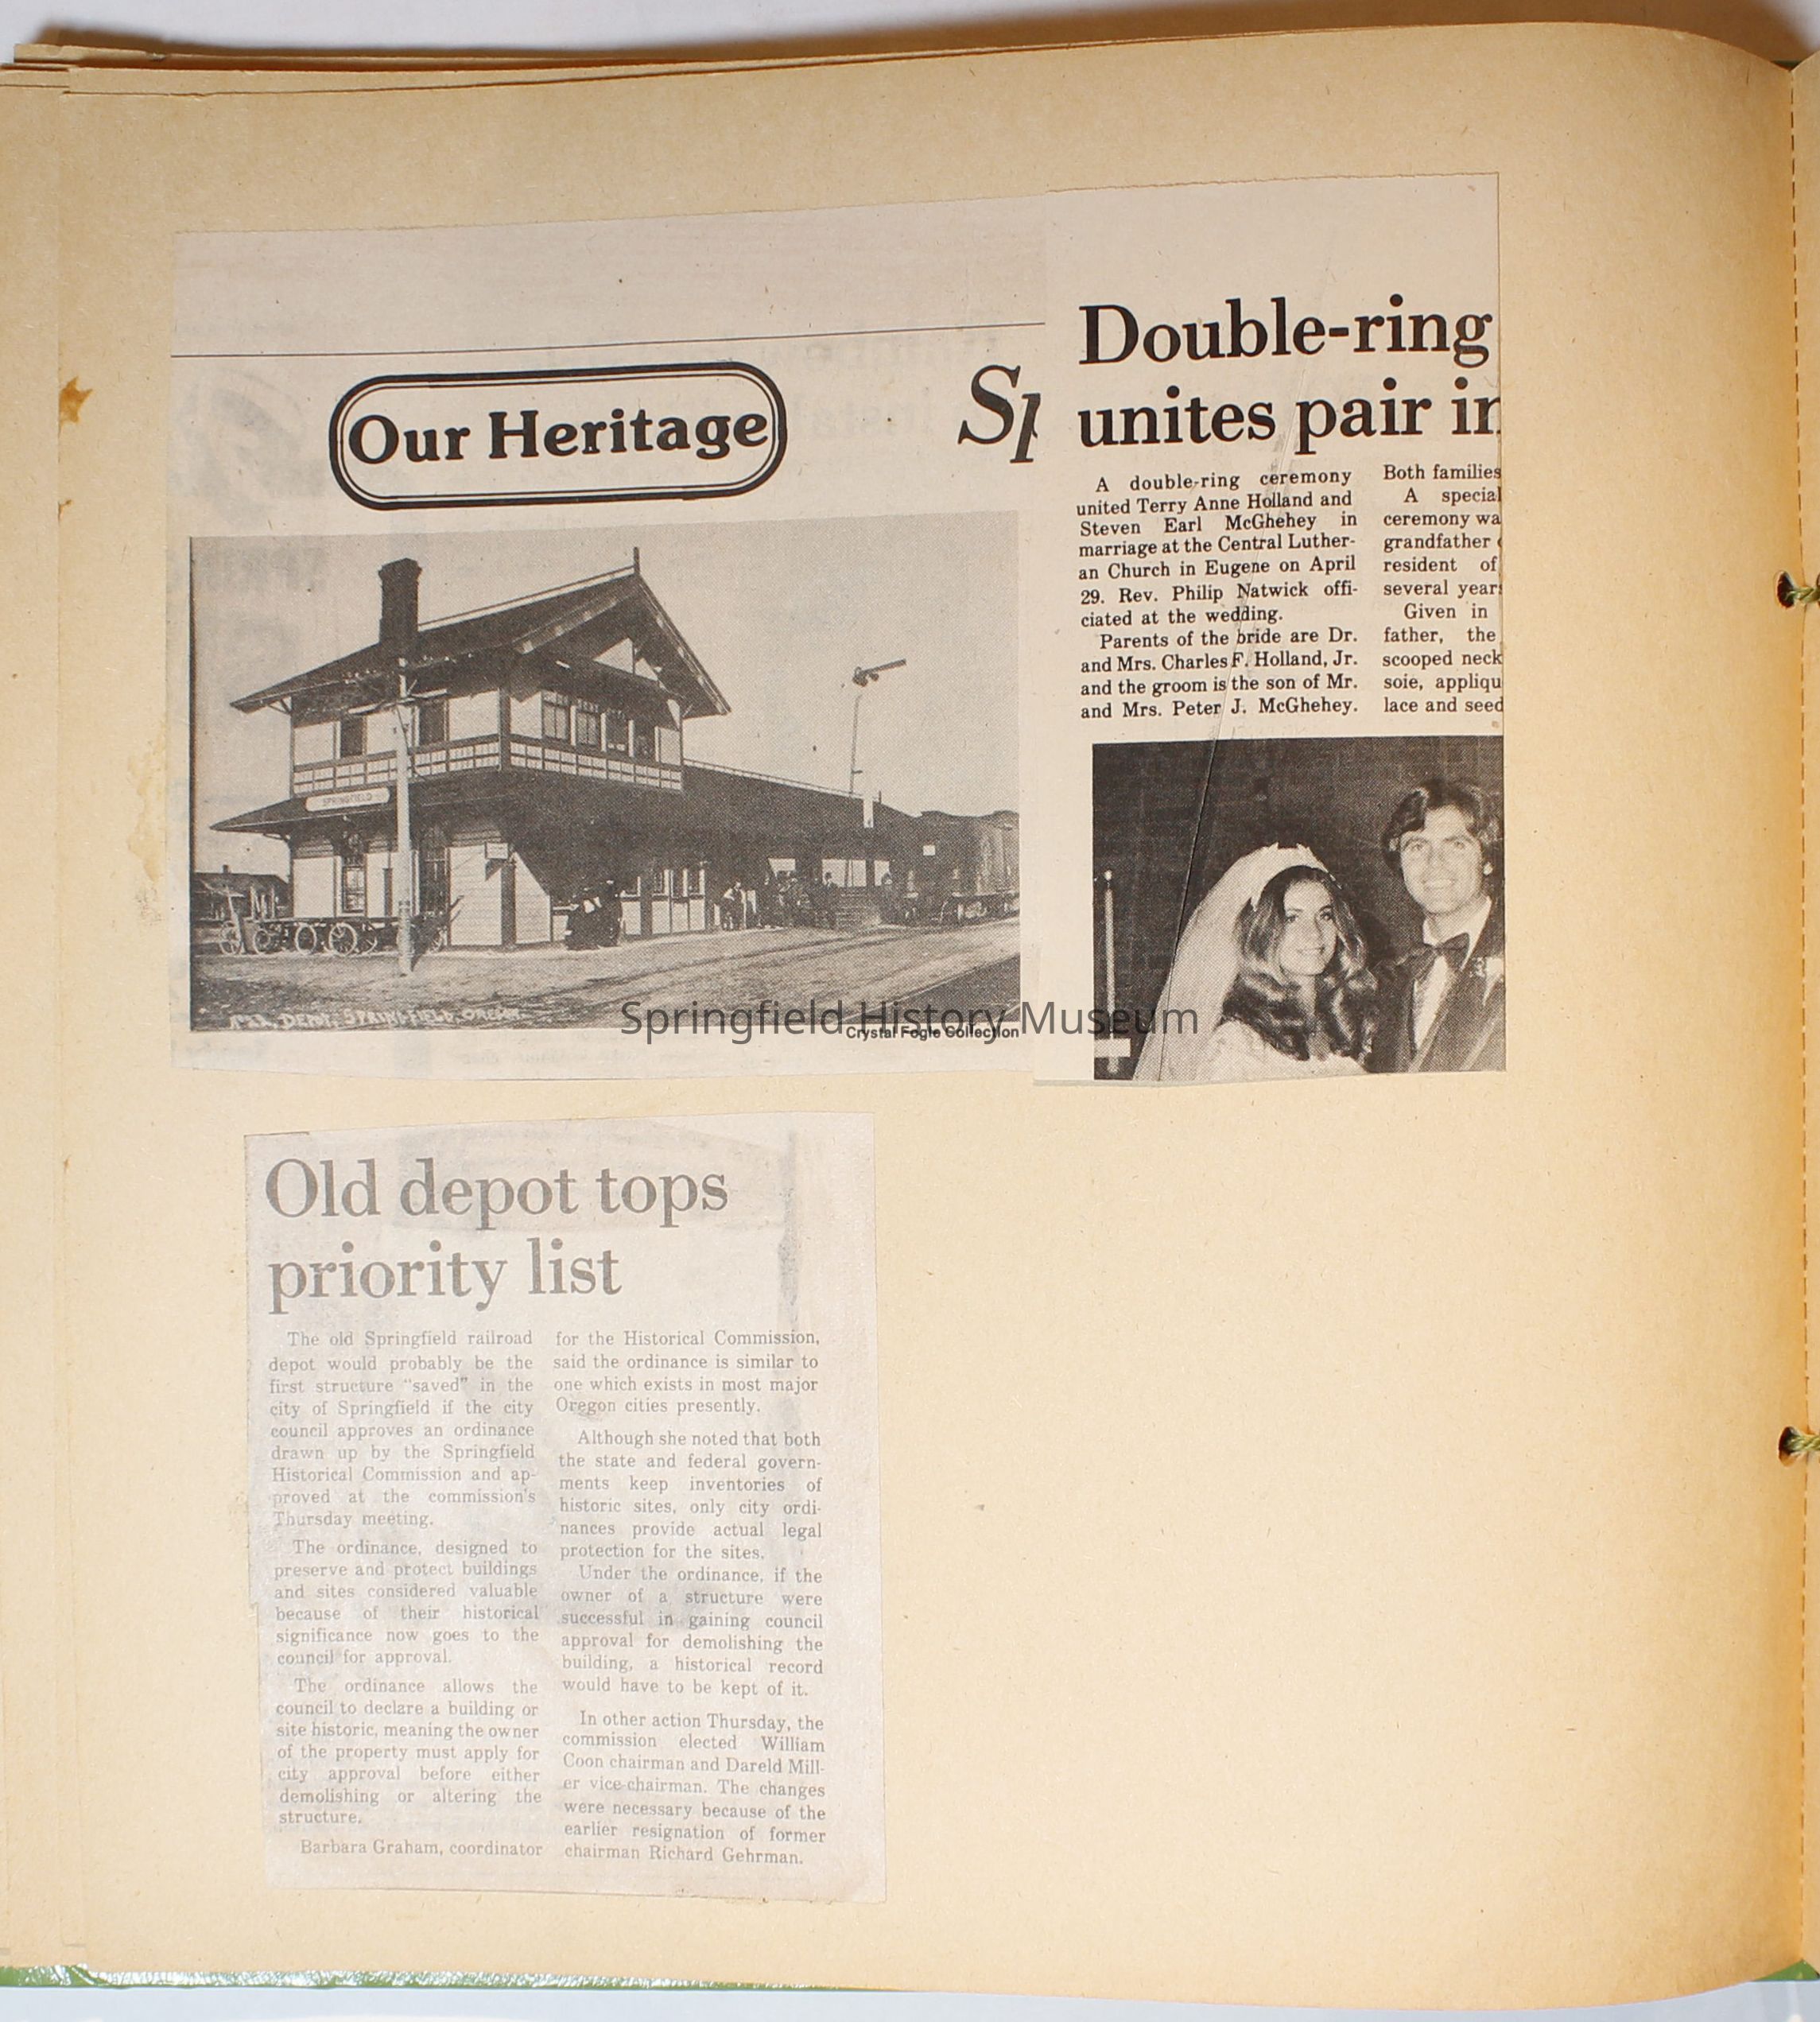 Our Heritage
Sp
SPRINGFIELD
DEPOT, SPRINGFIELD, OREGON
Crystal Fogle Collection
Springfield History Museum
Double-ring
unites pair in
A double-ring ceremony
united Terry Anne Holland and
Steven Earl McGhehey in
marriage at the Central Luther-
an Church in Eugene on April
29. Rev. Philip Natwick offi-
ciated at the wedding.
Parents of the bride are Dr.
and Mrs. Charles F. Holland, Jr.
and the groom is the son of Mr.
and Mrs. Peter J. McGhehey.
Both families
A special
ceremony wa
grandfather
resident of
several years
Given in
father, the
scooped neck
soie, appliqu
lace and seed
Old depot tops
priority list
The old Springfield railroad
depot would probably be the
first structure "saved" in the
city of Springfield if the city
council approves an ordinance
drawn up by the Springfield
Historical Commission and ap-
proved at the commission's
Thursday meeting.
The ordinance, designed to
preserve and protect buildings
and sites considered valuable
because of their historical
significance now goes to the
council for approval.
The ordinance allows the
council to declare a building or
site historic, meaning the owner
of the property must apply for
city approval before either
demolishing or altering the
structure.
Barbara Graham, coordinator
for the Historical Commission,
said the ordinance is similar to
one which exists in most major
Oregon cities presently.
Although she noted that both
the state and federal govern-
ments keep inventories of
historic sites, only city ordi-
nances provide actual legal
protection for the sites.
Under the ordinance, if the
owner of a structure were
successful in gaining council
approval for demolishing the
building, a historical record
would have to be kept of it.
In other action Thursday, the
commission elected William
Coon chairman and Dareld Mill-
er vice-chairman. The changes
were necessary because of the
earlier resignation of former
chairman Richard Gehrman.